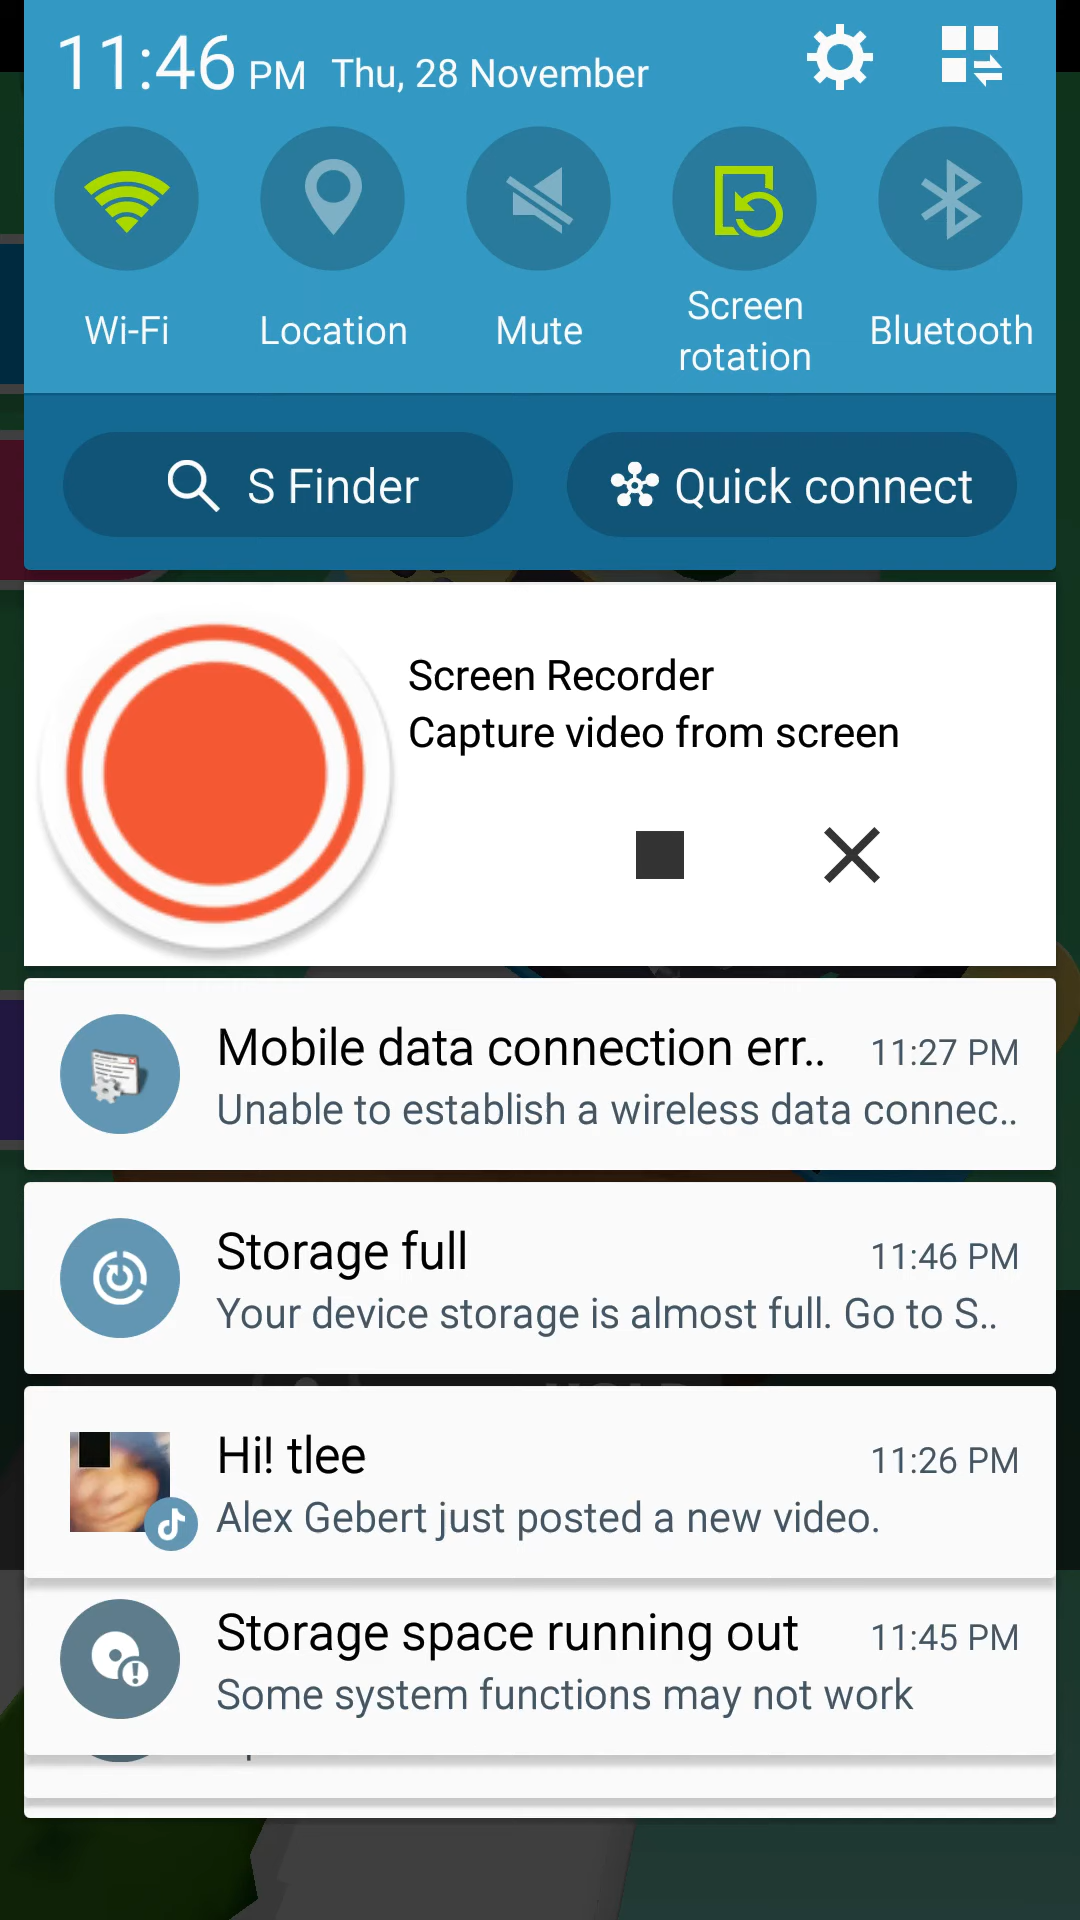 11:46 PM Thu, 28 November
Wi-Fi
Location
Mute
Screen
rotation
Bluetooth
S Finder
Quick connect
Screen Recorder
Capture video from screen
Mobile data connection err..
11:27 PM
Unable to establish a wireless data connec..
Storage full
11:46 PM
Your device storage is almost full. Go to S..
Hi! tlee
11:26 PM
Alex Gebert just posted a new video.
Storage space running out
11:45 PM
Some system functions may not work